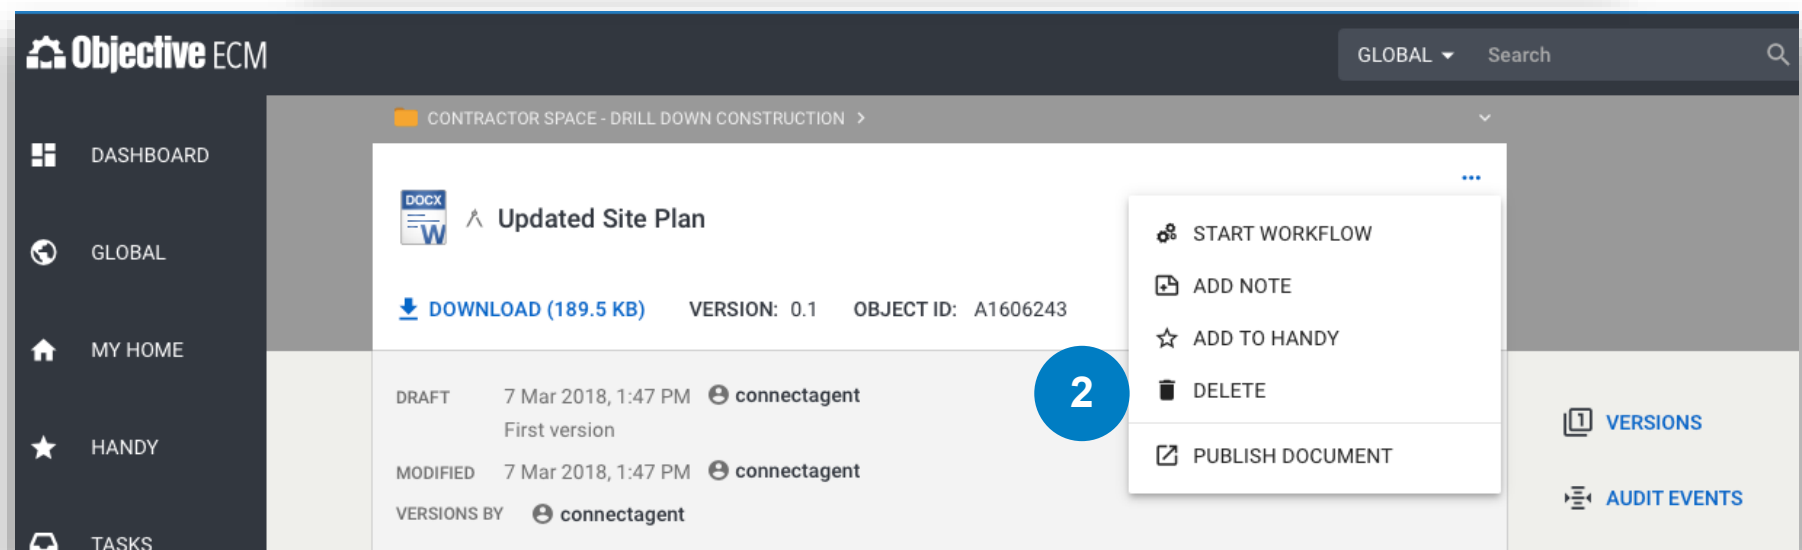 Objective ECM
GLOBAL
Search
DASHBOARD
GLOBAL
MY HOME
HANDY
TASKS
CONTRACTOR SPACE - DRILL DOWN CONSTRUCTION >
DOCX
W
Updated Site Plan
DOWNLOAD (189.5 KB) VERSION: 0.1 OBJECT ID: A1606243
DRAFT 7 Mar 2018, 1:47 PM connectagent
First version
MODIFIED 7 Mar 2018, 1:47 PM connectagent
VERSIONS BY connectagent
START WORKFLOW
ADD NOTE
ADD TO HANDY
2
DELETE
PUBLISH DOCUMENT
1
VERSIONS
AUDIT EVENTS